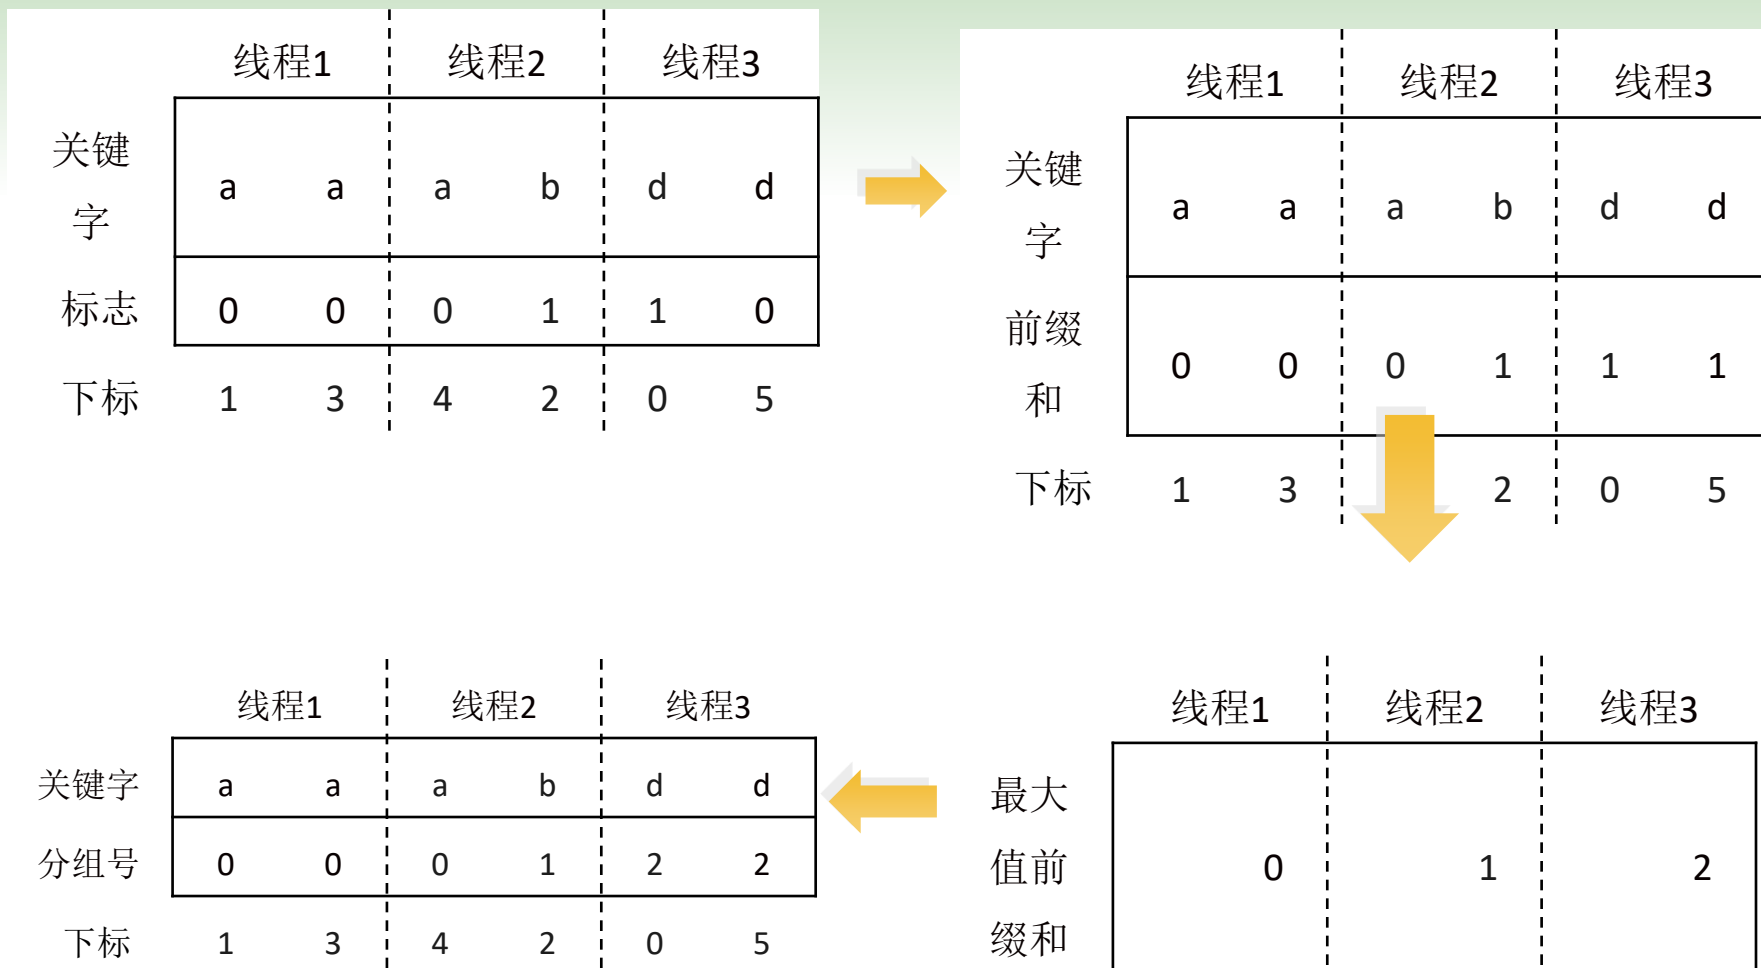 线程1 线程2 线程3
关键字 a a a b d d
标志 0 0 0 1 1 0
下标 1 3 4 2 0 5
线程1 线程2 线程3
关键字 a a a b d d
前缀和 0 0 0 1 1 1
下标 1 3 2 0 5
线程1 线程2 线程3
关键字 a a a b d d
分组号 0 0 0 1 2 2
下标 1 3 4 2 0 5
线程1 线程2 线程3
最大值前缀和 0 1 2